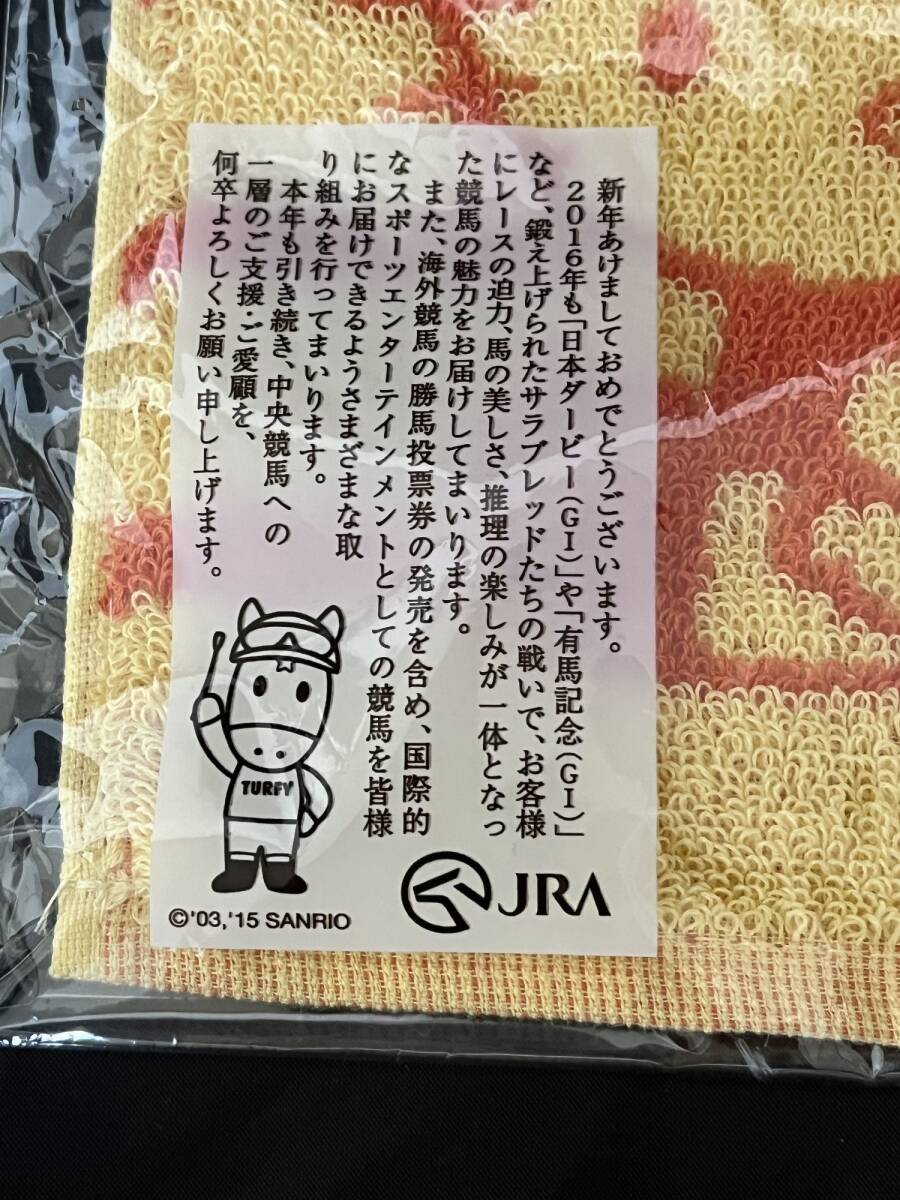 新年あけましておめでとうございます。
2016年も「日本ダービー(GI)」や「有馬記念(GI)」
など、鍛え上げられたサラブレッドたちの戦いで、お客様
にレースの迫力、馬の美しさ、推理の楽しみが一体となっ
た競馬の魅力をお届けしてまいります。
また、海外競馬の勝馬投票券の発売を含め、国際的
なスポーツエンターテインメントとしての競馬を皆様
にお届けできるようさまざまな取
り組みを行ってまいります。
本年も引き続き、中央競馬への
一層のご支援・ご愛顧を、
何卒よろしくお願い申し上げます。
TURFY
©'03,'15 SANRIO
JRA